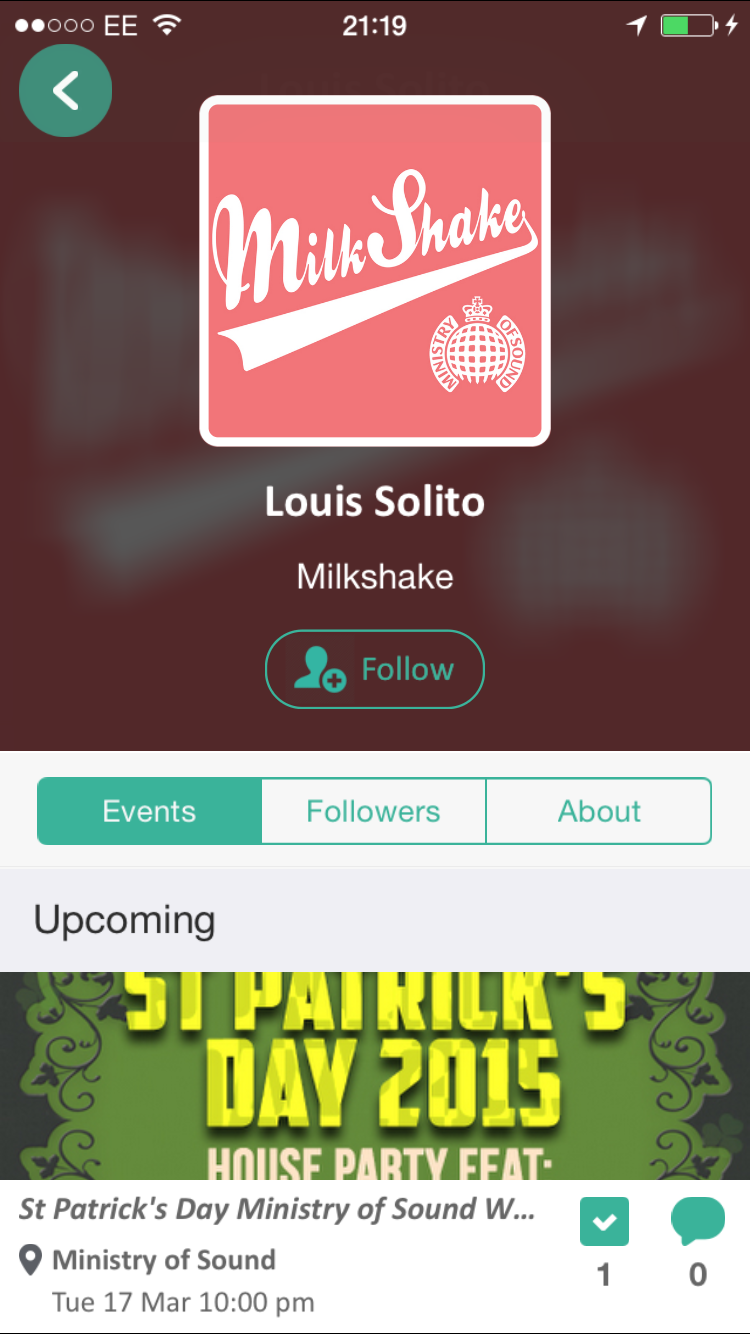 EE 21:19
MilkShake
MINISTRY OF SOUND
Louis Solito
Milkshake
Follow
Events Followers About
Upcoming
ST PATRICK'S
DAY 2015
HOUSE PARTY FEAT:
St Patrick's Day Ministry of Sound W...
Ministry of Sound
1 0
Tue 17 Mar 10:00 pm